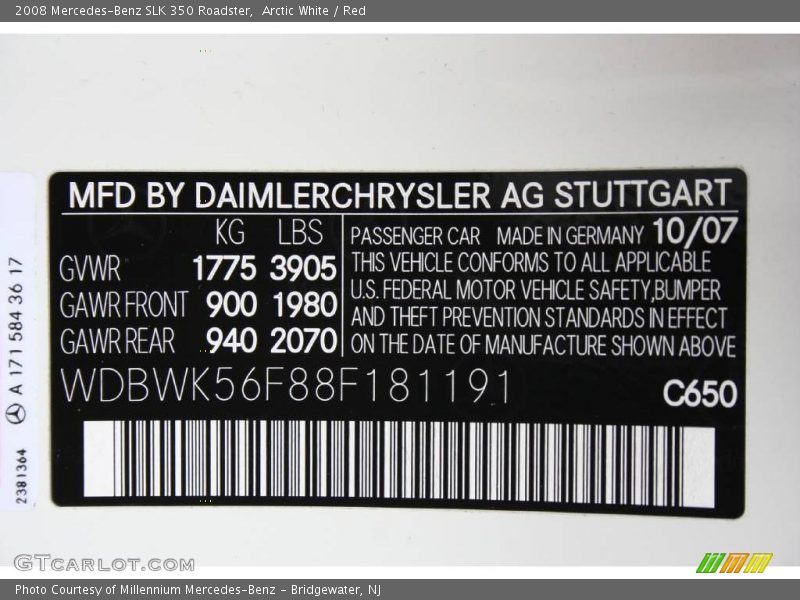 2008 Mercedes-Benz SLK 350 Roadster,  Arctic White / Red
MFD BY DAIMLERCHRYSLER AG STUTTGART
KG LBS
GVWR 1775 3905
GAWR FRONT 900 1980
GAWR REAR 940 2070
PASSENGER CAR MADE IN GERMANY 10/07
THIS VEHICLE CONFORMS TO ALL APPLICABLE
U.S. FEDERAL MOTOR VEHICLE SAFETY,BUMPER
AND THEFT PREVENTION STANDARDS IN EFFECT
ON THE DATE OF MANUFACTURE SHOWN ABOVE
WDBWK56F88F181191 C650
A 171 584 36 17
2381364
GTCARLOT.COM
Photo Courtesy of Millennium Mercedes-Benz - Bridgewater, NJ